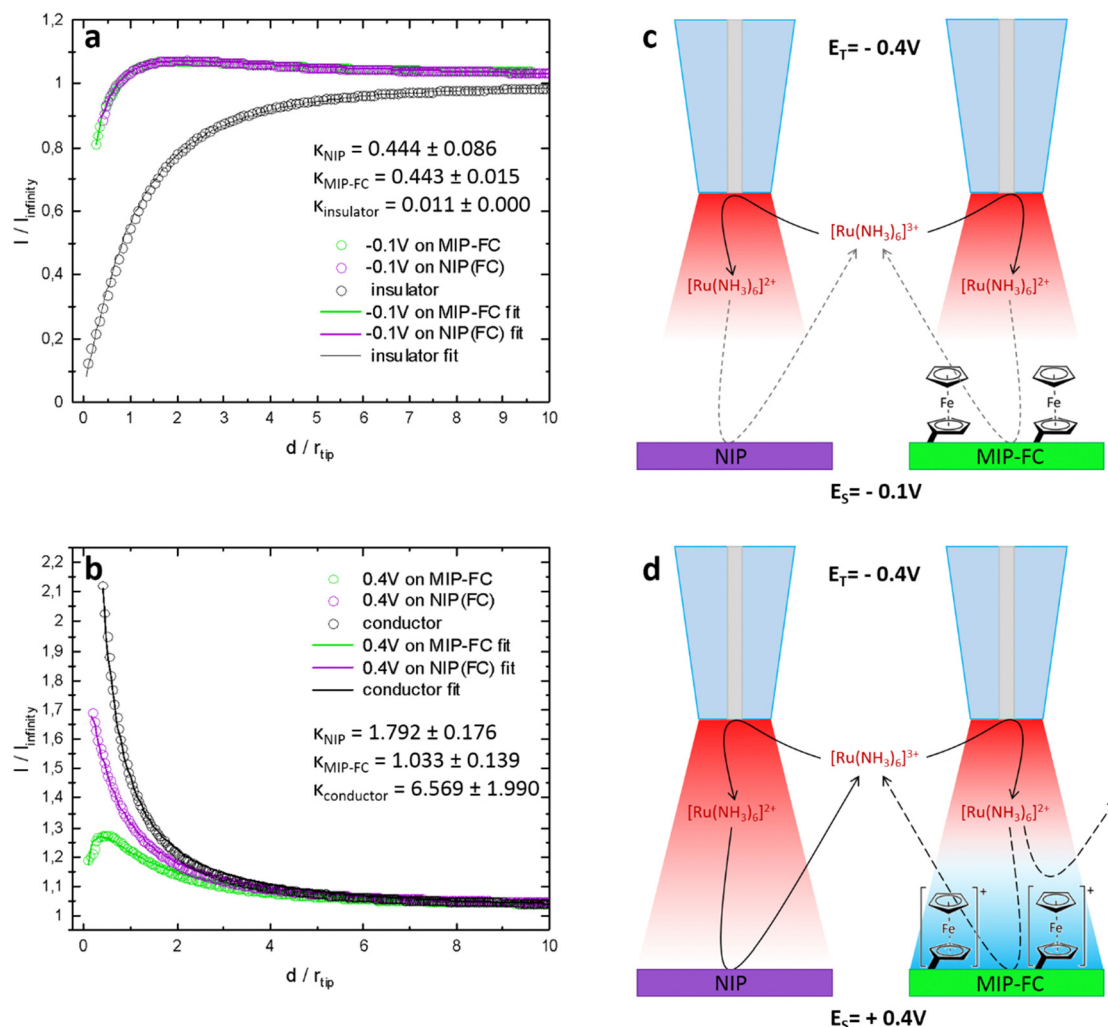 a
1,2
1
0,8
0,6
0,4
0,2
0
I / I_infinity
κ_NIP = 0.444 ± 0.086
κ_MIP-FC = 0.443 ± 0.015
κ_insulator = 0.011 ± 0.000
-0.1V on MIP-FC
-0.1V on NIP(FC)
insulator
-0.1V on MIP-FC fit
-0.1V on NIP(FC) fit
insulator fit
0 1 2 3 4 5 6 7 8 9 10
d / r_tip
c
E_T= - 0.4V
[Ru(NH₃)₆]³⁺
[Ru(NH₃)₆]²⁺ [Ru(NH₃)₆]²⁺
Fe Fe
NIP MIP-FC
E_S= - 0.1V
b
2,2
2,1
2
1,9
1,8
1,7
1,6
1,5
1,4
1,3
1,2
1,1
1
I / I_infinity
0.4V on MIP-FC
0.4V on NIP(FC)
conductor
0.4V on MIP-FC fit
0.4V on NIP(FC) fit
conductor fit
κ_NIP = 1.792 ± 0.176
κ_MIP-FC = 1.033 ± 0.139
κ_conductor = 6.569 ± 1.990
0 2 4 6 8 10
d / r_tip
d
E_T= - 0.4V
[Ru(NH₃)₆]³⁺
[Ru(NH₃)₆]²⁺ [Ru(NH₃)₆]²⁺
+ +
Fe Fe
NIP MIP-FC
E_S= + 0.4V